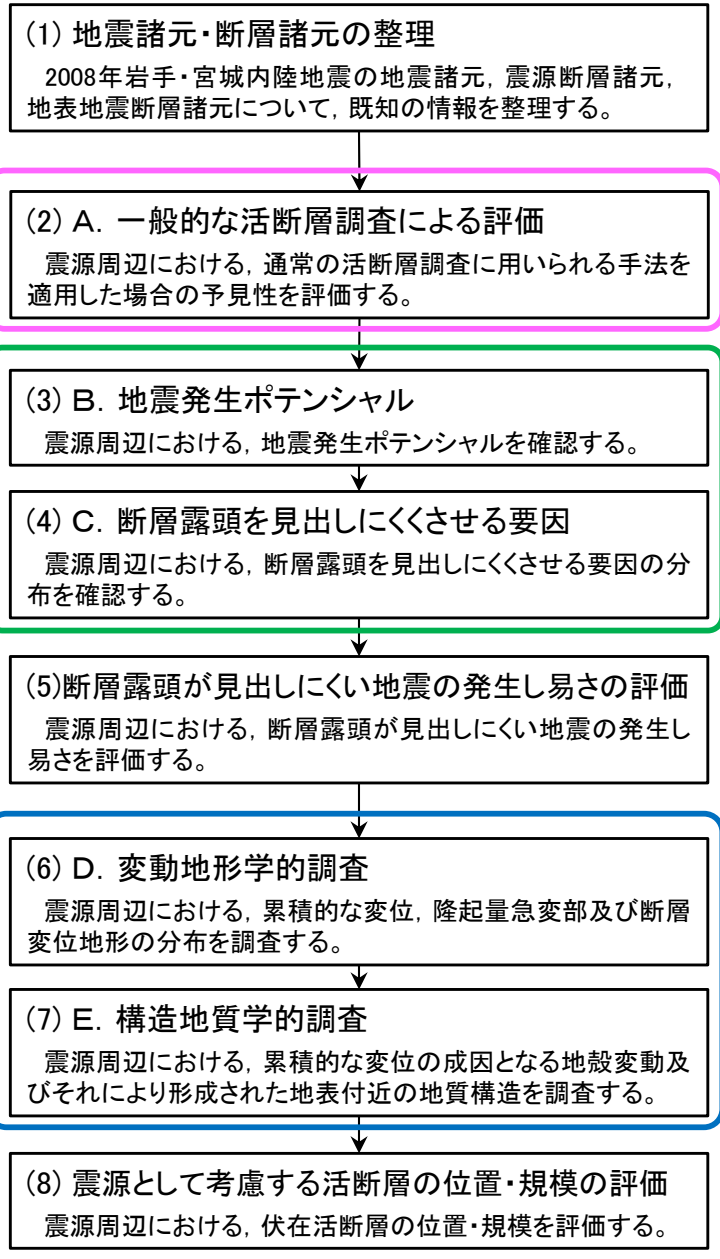 (1) 地震諸元・断層諸元の整理
2008年岩手・宮城内陸地震の地震諸元，震源断層諸元，
地表地震断層諸元について，既知の情報を整理する。
(2) A．一般的な活断層調査による評価
震源周辺における，通常の活断層調査に用いられる手法を
適用した場合の予見性を評価する。
(3) B．地震発生ポテンシャル
震源周辺における，地震発生ポテンシャルを確認する。
(4) C．断層露頭を見出しにくくさせる要因
震源周辺における，断層露頭を見出しにくくさせる要因の分
布を確認する。
(5)断層露頭が見出しにくい地震の発生し易さの評価
震源周辺における，断層露頭が見出しにくい地震の発生し
易さを評価する。
(6) D．変動地形学的調査
震源周辺における，累積的な変位，隆起量急変部及び断層
変位地形の分布を調査する。
(7) E．構造地質学的調査
震源周辺における，累積的な変位の成因となる地殻変動及
びそれにより形成された地表付近の地質構造を調査する。
(8) 震源として考慮する活断層の位置・規模の評価
震源周辺における，伏在活断層の位置・規模を評価する。